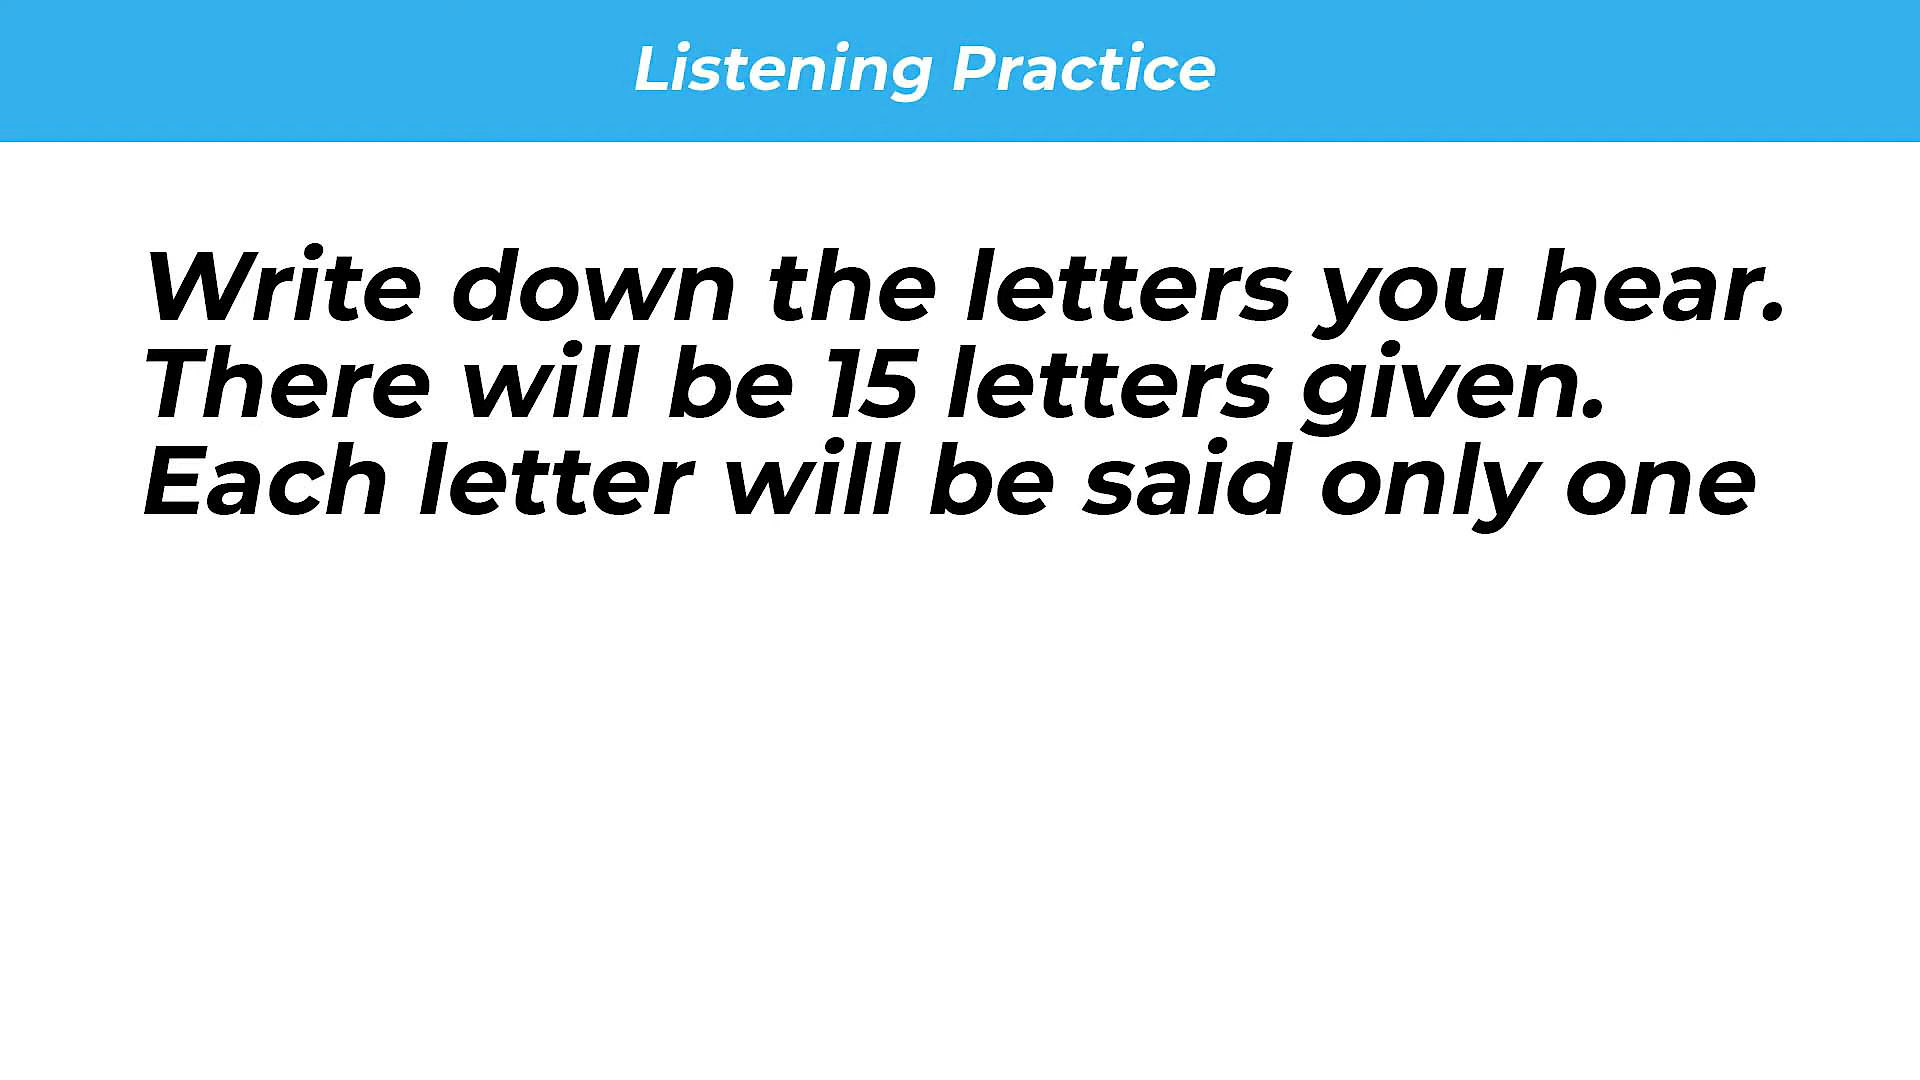 Listening Practice
Write down the letters you hear.
There will be 15 letters given.
Each letter will be said only one